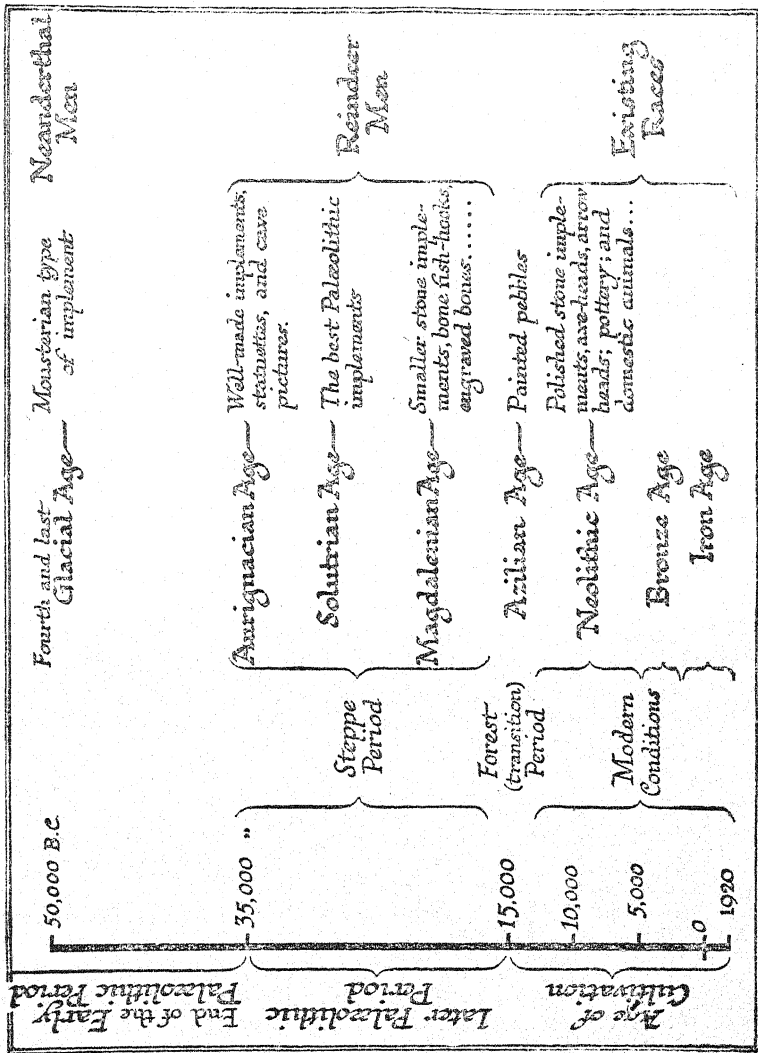 50,000 B.C.
35,000 "
15,000
10,000
5,000
0
1920
End of the Early
Palæolithic Period
Later Palæolithic
Period
Age of
Cultivation
Steppe
Period
Forest-
(transition)
Period
Modern
Conditions
Fourth and last
Glacial Age—
Mousterian type
of implement
Neanderthal
Men
Aurignacian Age—
Well-made implements,
statuettes, and cave
pictures.
Solutrian Age—
The best Palæolithic
implements
Magdalenian Age—
Smaller stone imple-
ments, bone fish-hooks,
engraved bones......
Reindeer
Men
Azilian Age—
Painted pebbles
Neolithic Age—
Polished stone imple-
ments, axe-heads, arrow
heads; pottery; and
domestic animals...
Bronze Age
Iron Age
Existing
Races